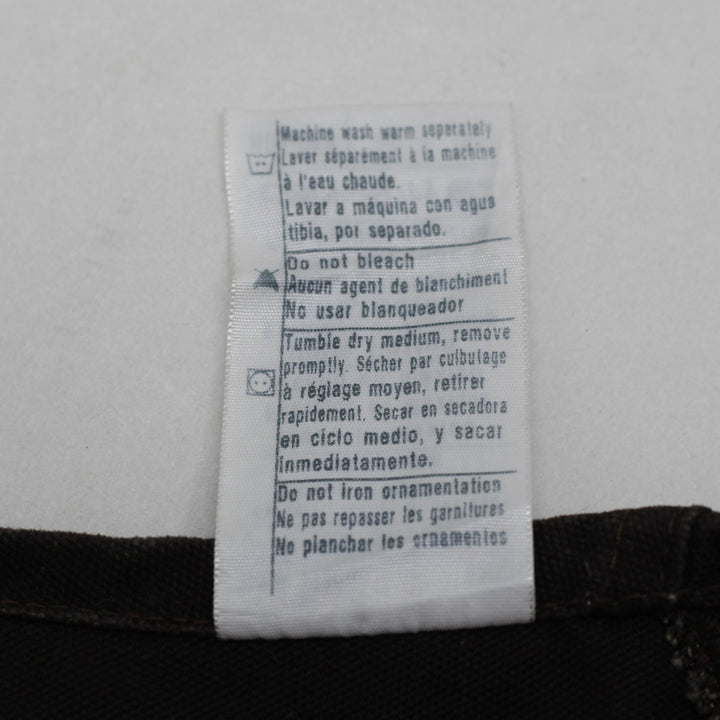 Machine wash warm separately
Laver séparément à la machine
à l'eau chaude.
Lavar a máquina con agua
tibia, por separado.
Do not bleach
Aucun agent de blanchiment
No usar blanqueador
Tumble dry medium, remove
promptly. Sécher par culbutage
à réglage moyen, retirer
rapidement. Secar en secadora
en ciclo medio, y sacar
inmediatamente.
Do not iron ornamentation
Ne pas repasser les garnitures
No planchar los ornamentos